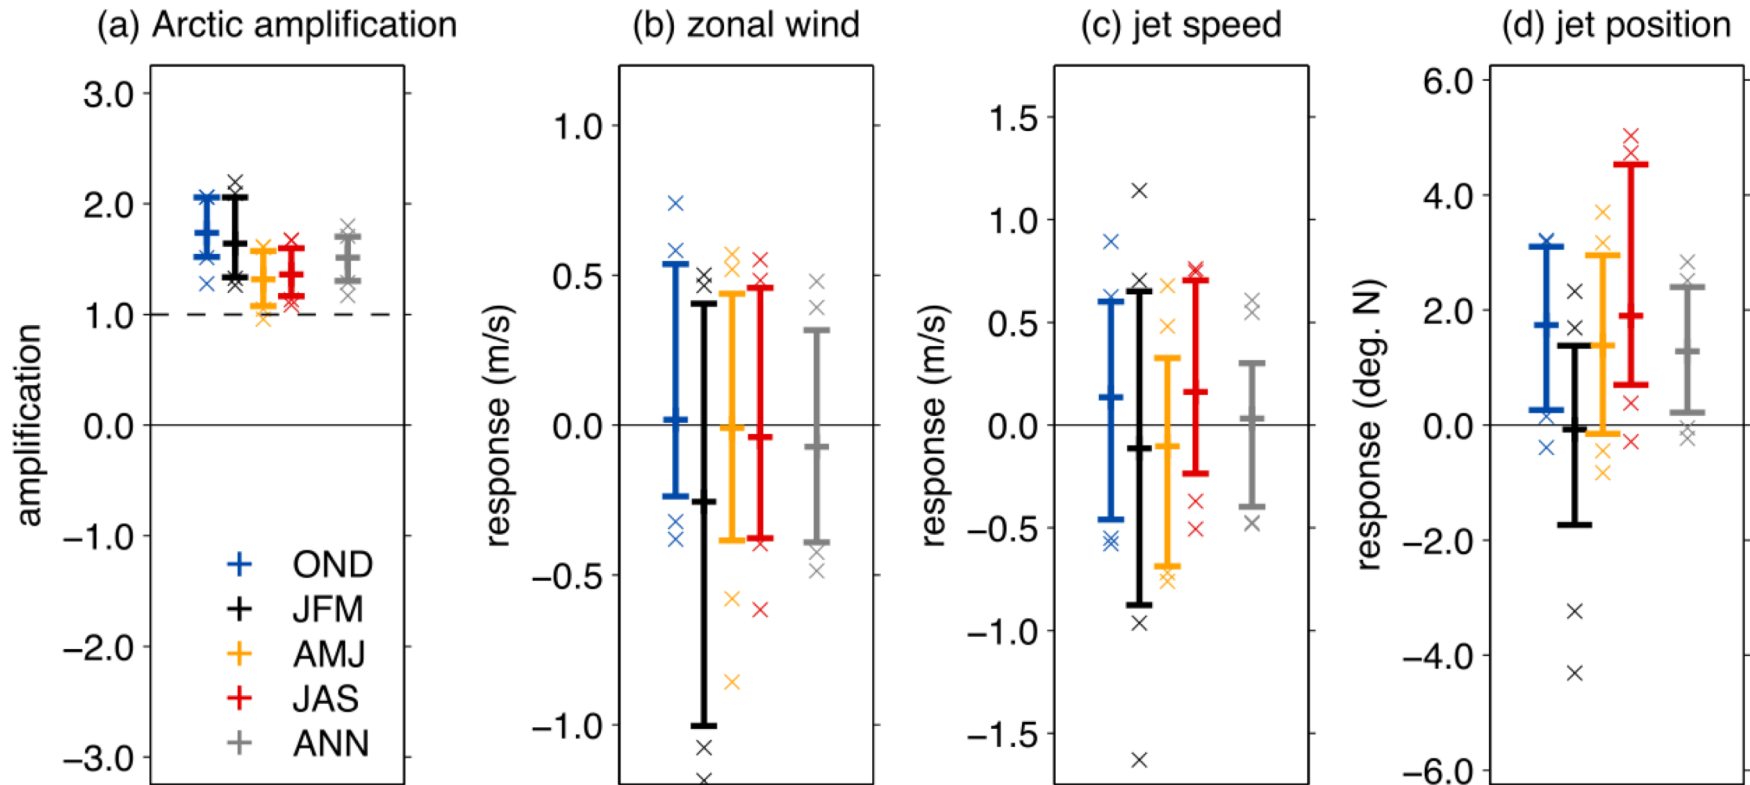 (a) Arctic amplification
(b) zonal wind
(c) jet speed
(d) jet position
amplification
3.0
2.0
1.0
0.0
−1.0
−2.0
−3.0
OND
JFM
AMJ
JAS
ANN
response (m/s)
1.0
0.5
0.0
−0.5
−1.0
response (m/s)
1.5
1.0
0.5
0.0
−0.5
−1.0
−1.5
response (deg. N)
6.0
4.0
2.0
0.0
−2.0
−4.0
−6.0